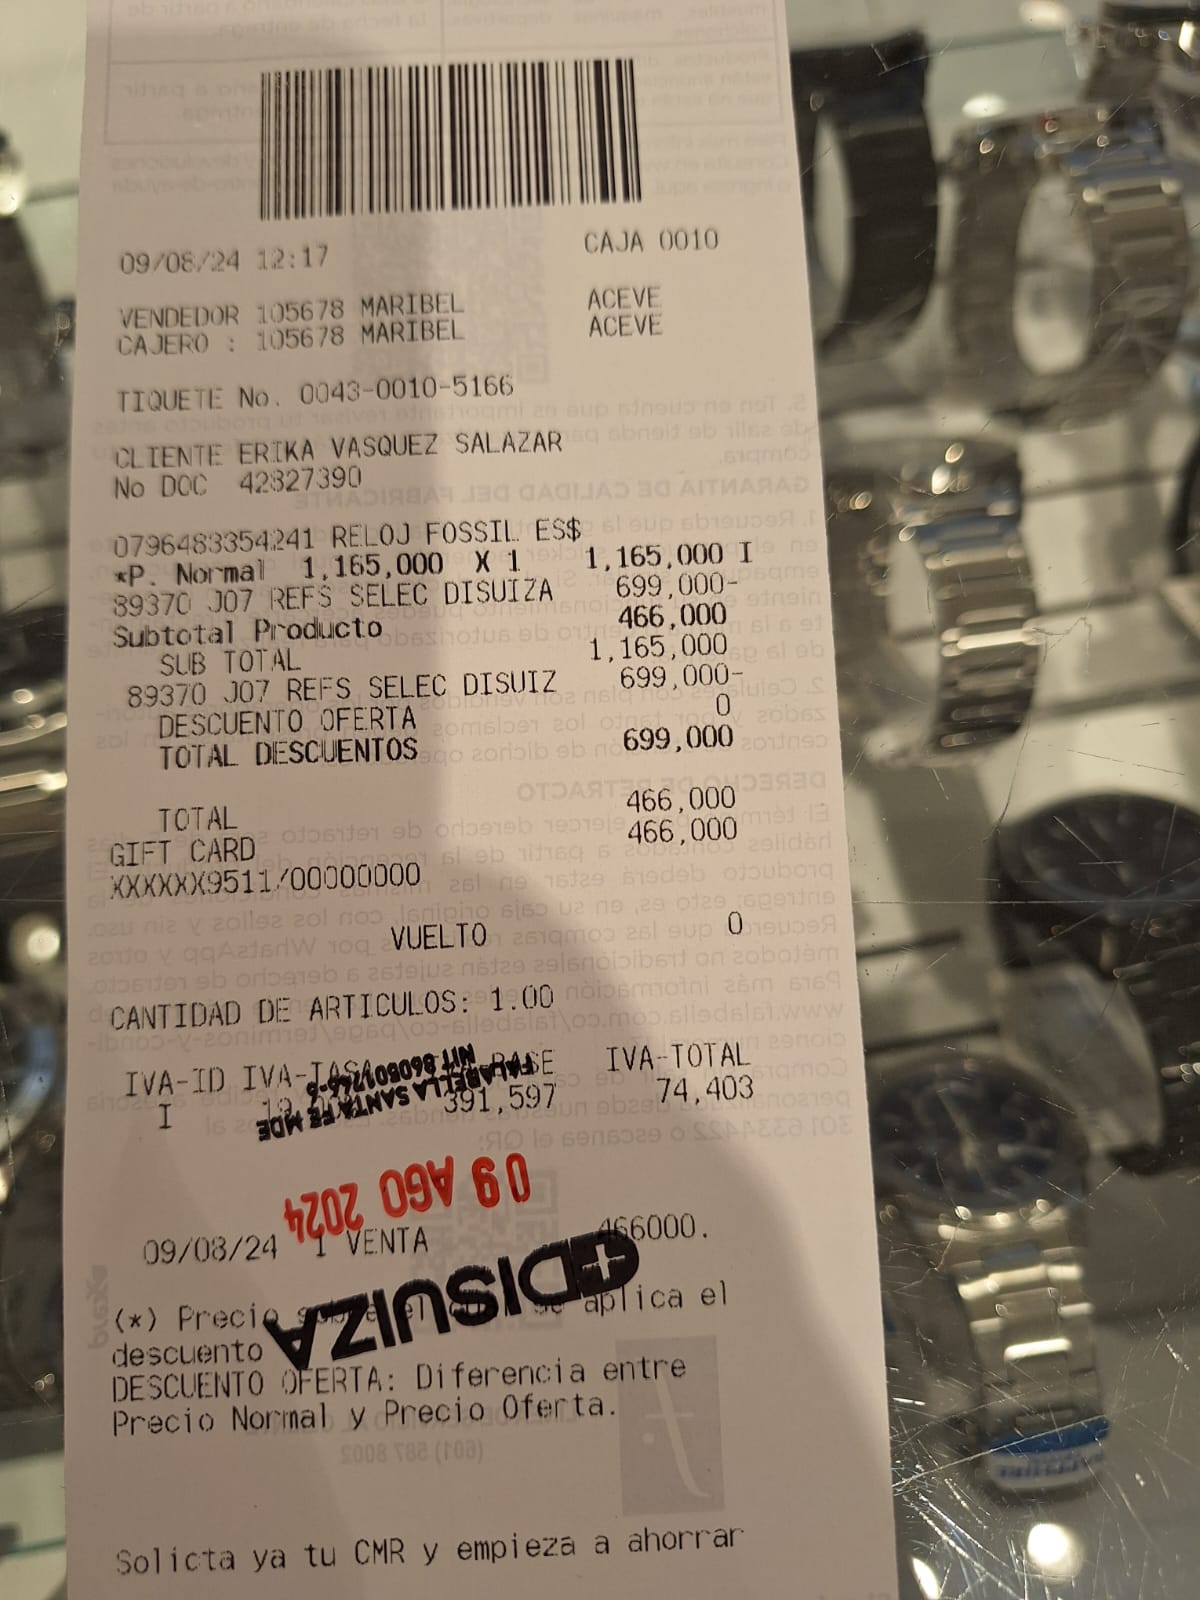 09/08/24 12:17 CAJA 0010
VENDEDOR 105678 MARIBEL ACEVE
CAJERO : 105678 MARIBEL ACEVE
TIQUETE No. 0043-0010-5166
CLIENTE ERIKA VASQUEZ SALAZAR
No DOC 42827390
0796483354241 RELOJ FOSSIL ES$
*P. Normal 1,165,000 X 1 1,165,000 I
89370 J07 REFS SELEC DISUIZA 699,000-
Subtotal Producto 466,000
SUB TOTAL 1,165,000
89370 J07 REFS SELEC DISUIZ 699,000-
DESCUENTO OFERTA 0
TOTAL DESCUENTOS 699,000
TOTAL 466,000
GIFT CARD 466,000
XXXXXX9511/00000000
VUELTO 0
CANTIDAD DE ARTICULOS: 1.00
IVA-ID IVA-TASA BASE IVA-TOTAL
I 391,597 74,403
FALABELLA SANTA FE MDE
09 AGO 2024
09/08/24 1 VENTA 466000.
DISUIZA
(*) Precio aplica el
descuento
DESCUENTO OFERTA: Diferencia entre
Precio Normal y Precio Oferta.
Solicta ya tu CMR y empieza a ahorrar